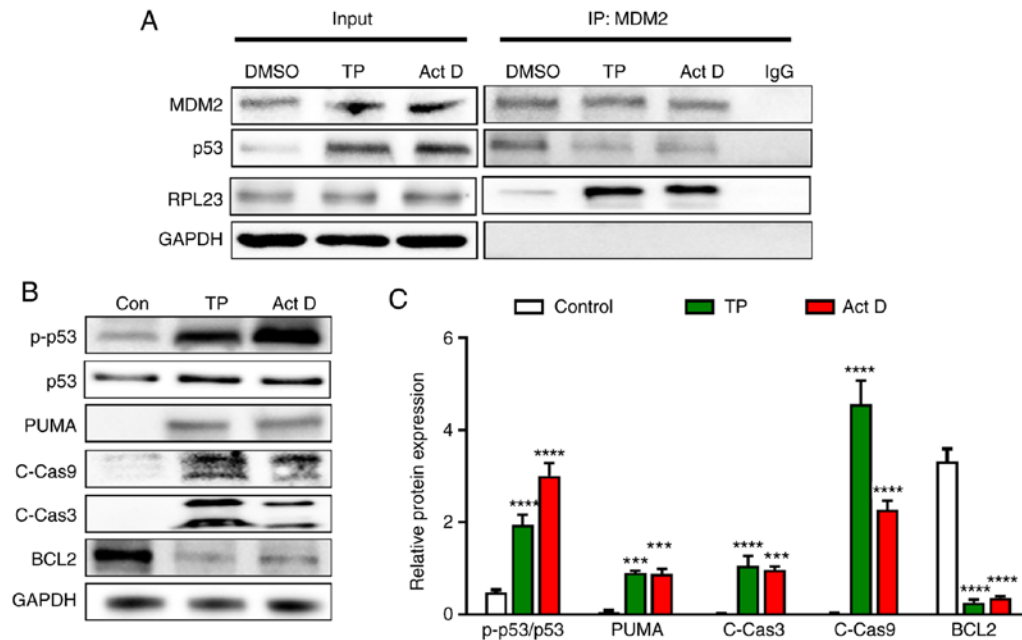 A
Input
IP: MDM2
DMSO TP Act D DMSO TP Act D IgG
MDM2
p53
RPL23
GAPDH
B
Con TP Act D
p-p53
p53
PUMA
C-Cas9
C-Cas3
BCL2
GAPDH
C
Control TP Act D
Relative protein expression
6
4
2
0
**** **** *** *** **** *** **** **** **** ****
p-p53/p53 PUMA C-Cas3 C-Cas9 BCL2